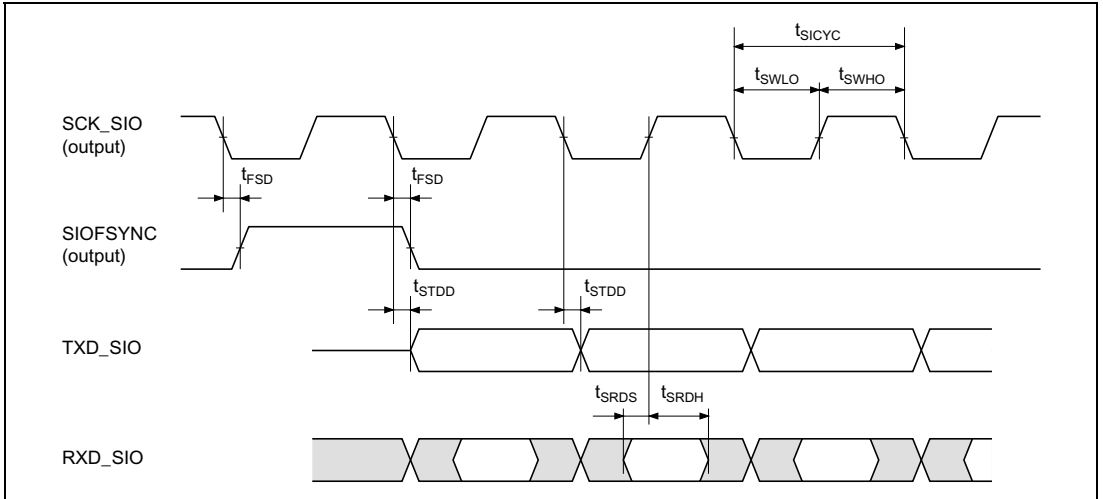 tSICYC
tSWLO tSWHO
SCK_SIO
(output)
tFSD tFSD
SIOFSYNC
(output)
tSTDD tSTDD
TXD_SIO
tSRDS tSRDH
RXD_SIO